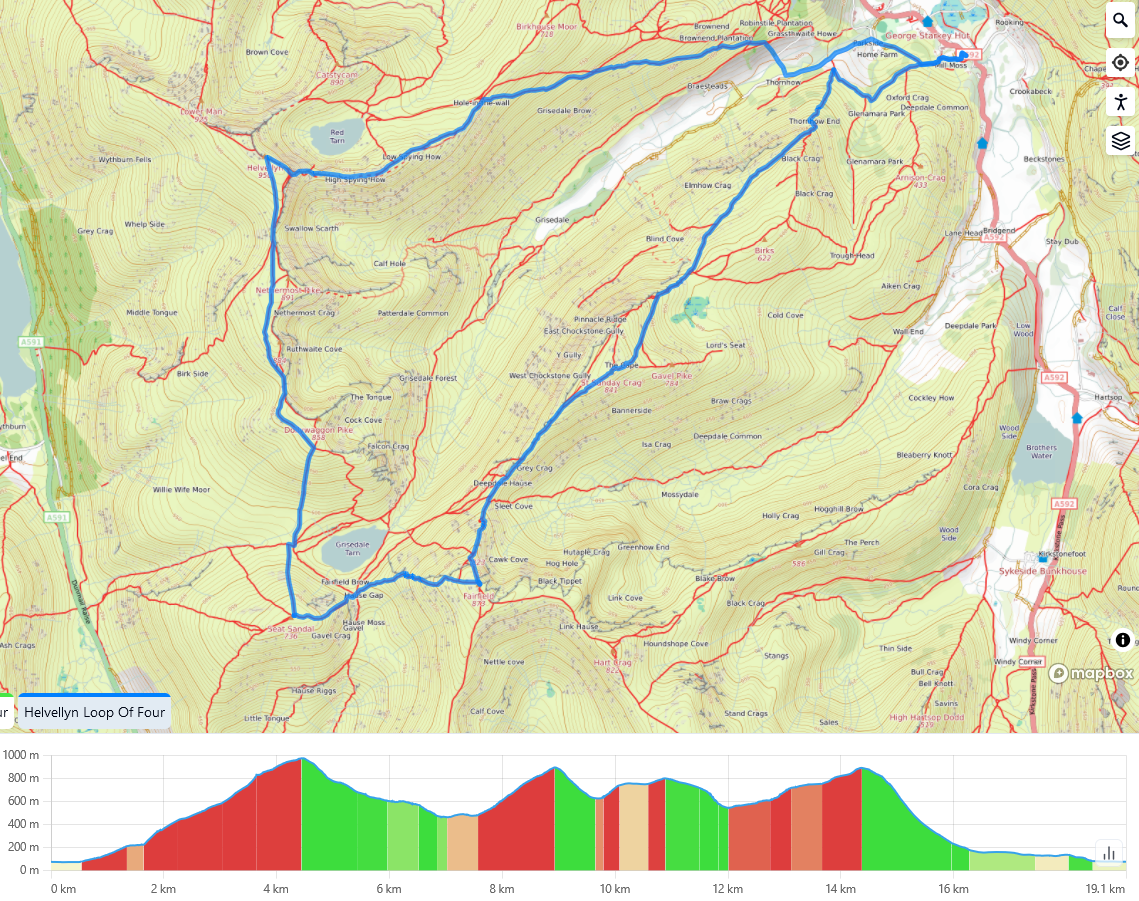 Birkhouse Moor
718
Brownend
Brownend Plantation
Robinstile Plantation
Grassthwaite Howe
Rooking
George Starkey Hut
Home Farm
Brown Cove
Catstycam
890
Braesteads
Thornhow
Crookabeck
Lower Man
925
Hole-in-the-wall
Grisedale Brow
Oxford Crag
Deepdale Common
Glenamara Park
Thornhow End
Red
Tarn
Low Spying How
High Spying How
Wythburn Fells
Black Crag
Glenamara Park
Beckstones
Arnison Crag
433
Elmhow Crag
Black Crag
Whelp Side
Grey Crag
Swallow Scarth
Grisedale
Blind Cove
Birks
622
Trough Head
Lane Head
Bridgend
A592
Stay Dub
Calf Hole
Nethermost Pike
891
Nethermost Crag
Patterdale Common
Aiken Crag
Middle Tongue
Pinnacle Ridge
East Chockstone Gully
Cold Cove
Wall End
Deepdale Park
Low
Wood
Calf
Close
A591
Ruthwaite Cove
Y Gully
Lord's Seat
Birk Side
Grisedale Forest
West Chockstone Gully
St Sunday Crag
841
Gavel Pike
784
A592
The Tongue
Cock Cove
Bannerside
Braw Crags
Cowkley How
Hartsop
Dollywaggon Pike
858
Falcon Crag
Isa Crag
Deepdale Common
Wood
Side
Brothers
Water
Bleaberry Knott
Grey Crag
Deepdale Hause
Willie Wife Moor
Sleet Cove
Mossydale
Cora Crag
A592
A591
Hogghill Brow
Holly Crag
Wood
Side
Grisedale
Tarn
Hutaple Crag
Greenhow End
The Perch
Gill Crag
586
Kirkstonefoot
Cawk Cove
Hog Hole
Black Tippet
Blake Brow
Sykeside Bunkhouse
Kirkstone Pass
Fairfield Brow
Hause Gap
Fairfield
873
Link Cove
Black Crag
Dunmail Raise
Seat Sandal
736
Hause Moss
Gavel
Gavel Crag
Link Hause
Houndshope Cove
Thin Side
Windy Corner
Ash Crags
Nettle cove
Hart Crag
822
Stangs
Windy Corner
Bull Crag
Bell Knott
mapbox
Hause Riggs
Calf Cove
Savins
Kirkstone Pass
Little Tongue
Stand Crags
Sales
High Hartsop Dodd
519
Helvellyn Loop Of Four
1000 m
800 m
600 m
400 m
200 m
0 m
0 km
2 km
4 km
6 km
8 km
10 km
12 km
14 km
16 km
19.1 km